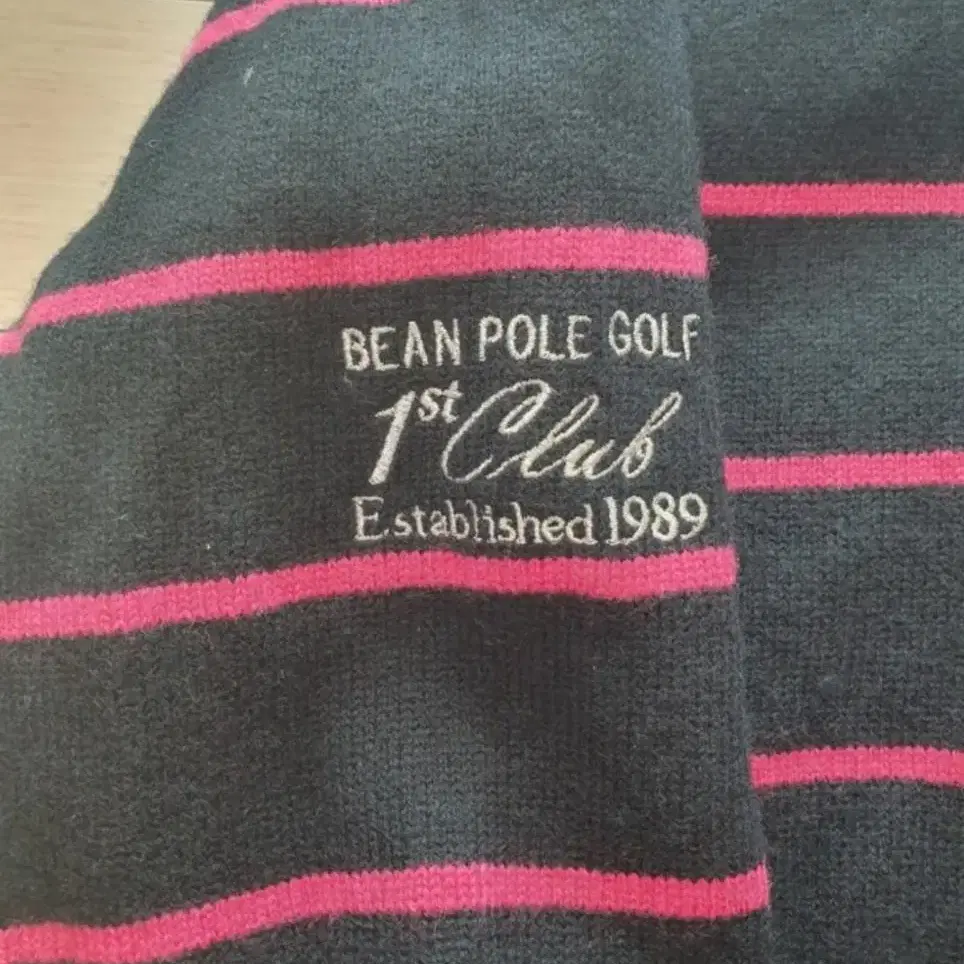 BEAN POLE GOLF
1st Club
Established 1989